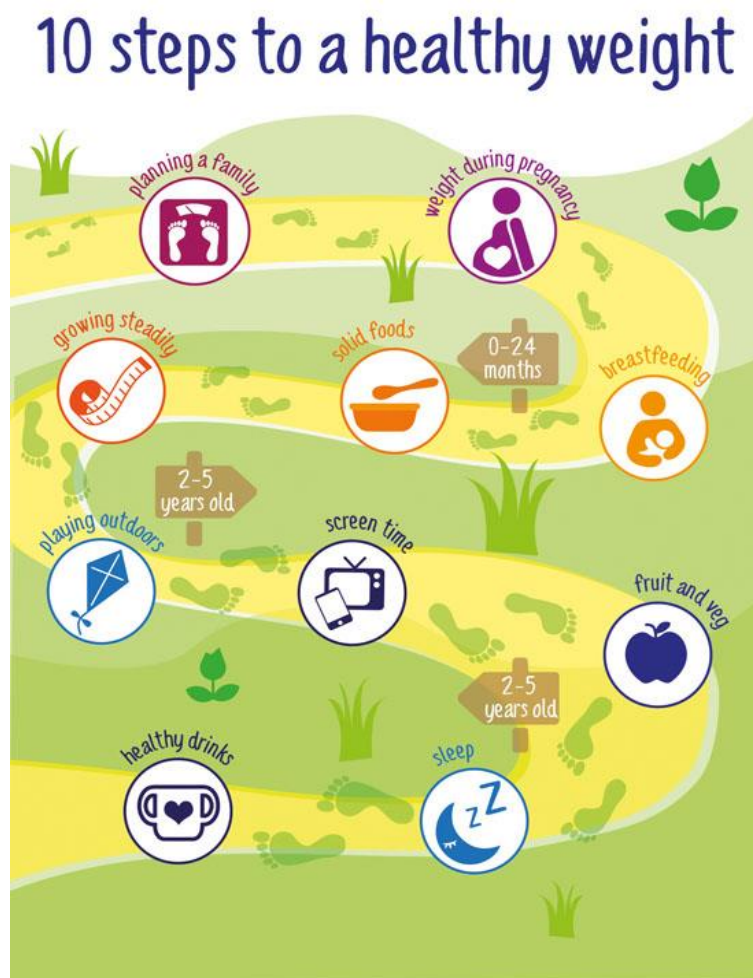 10 steps to a healthy weight
planning a family
weight during pregnancy
breastfeeding
0-24
months
solid foods
growing steadily
2-5
years old
playing outdoors
screen time
fruit and veg
2-5
years old
sleep
zZZ
healthy drinks